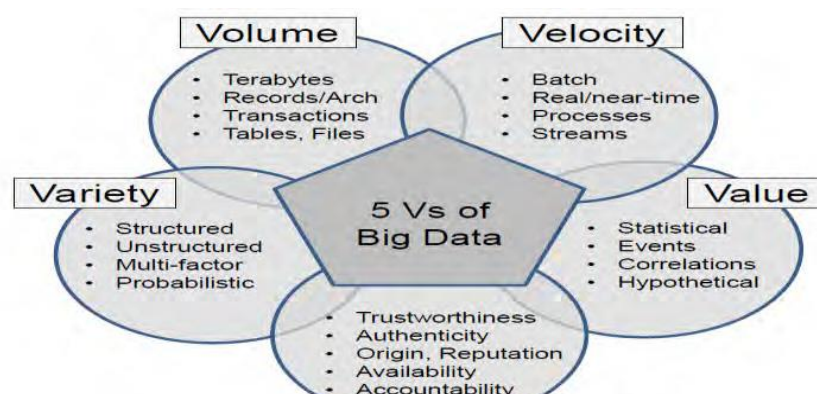 Volume
• Terabytes
• Records/Arch
• Transactions
• Tables, Files
Velocity
• Batch
• Real/near-time
• Processes
• Streams
Variety
• Structured
• Unstructured
• Multi-factor
• Probabilistic
5 Vs of
Big Data
Value
• Statistical
• Events
• Correlations
• Hypothetical
• Trustworthiness
• Authenticity
• Origin, Reputation
• Availability
• Accountability